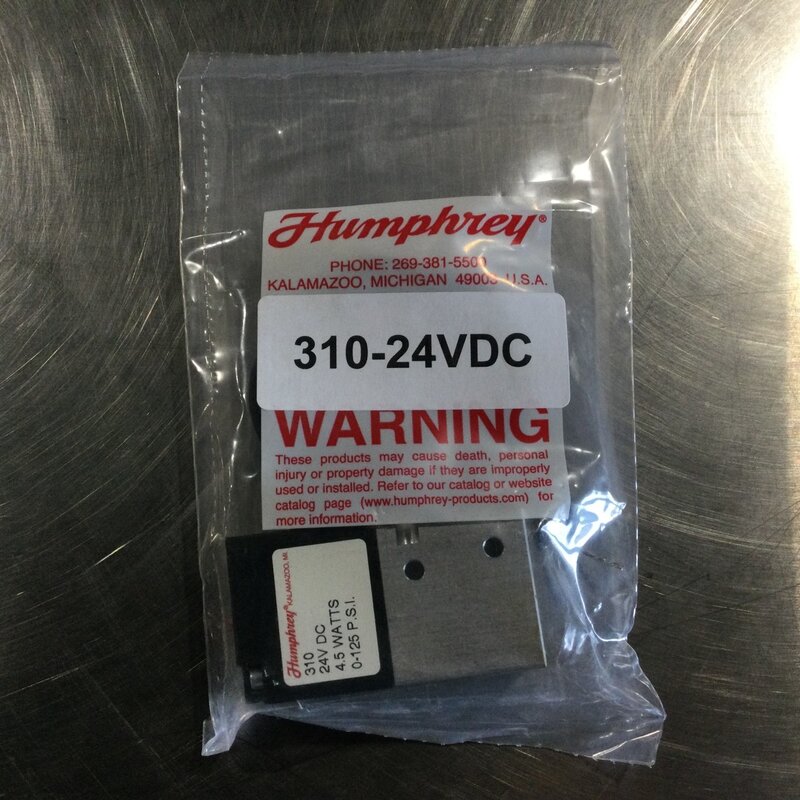 Humphrey®
PHONE: 269-381-5500
KALAMAZOO, MICHIGAN 49003 U.S.A.
310-24VDC
WARNING
These products may cause death, personal
injury or property damage if they are improperly
used or installed. Refer to our catalog or website
catalog page (www.humphrey-products.com) for
more information.
Humphrey® KALAMAZOO, MI.
310
24V DC
4.5 WATTS
0-125 P.S.I.